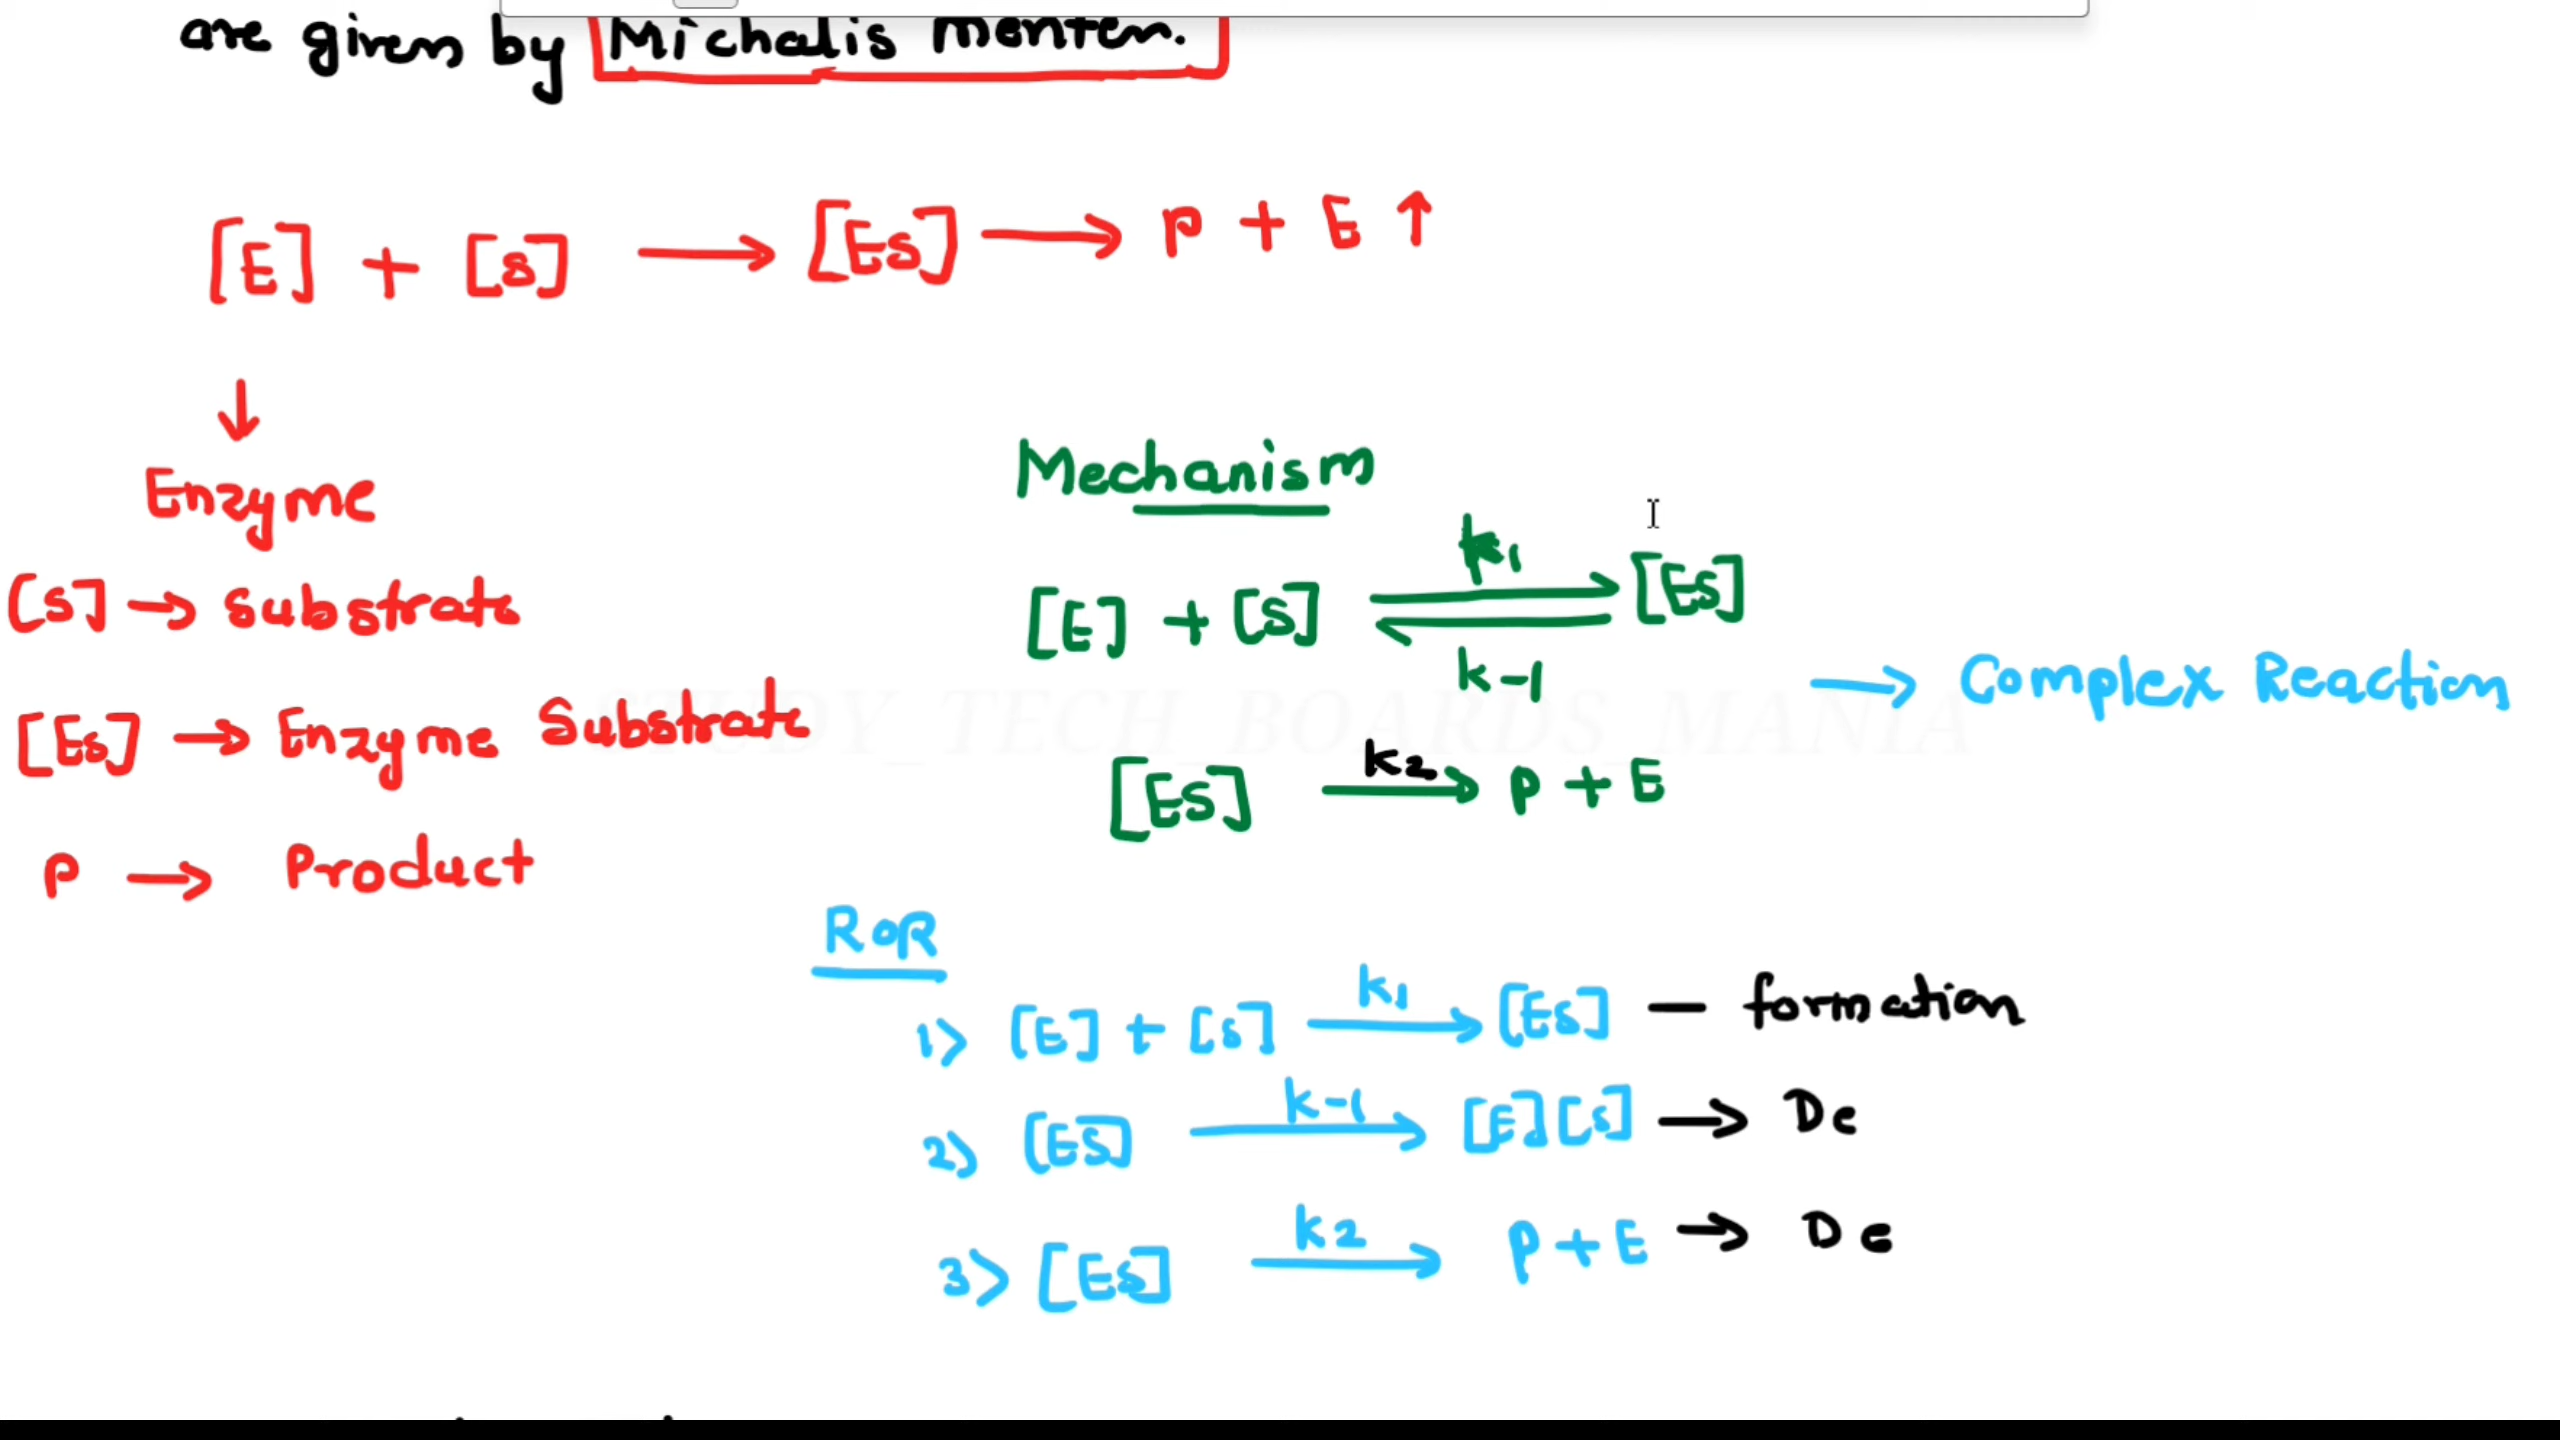 are given by Michalis menten.
[E] + [S] → [ES] → P + E ↑
↓
Enzyme
[S] → Substrate
[ES] → Enzyme Substrate
P → Product
Mechanism
[E] + [S] ⇌ [ES]
k1
k-1
→ Complex Reaction
[ES] → P + E
k2
STUDY_TECH_BOARDS_MANIA
ROR
k1
1> [E] + [S] → [ES] — formation
k-1
2) [ES] → [E][S] → De
k2
3> [ES] → P + E → De